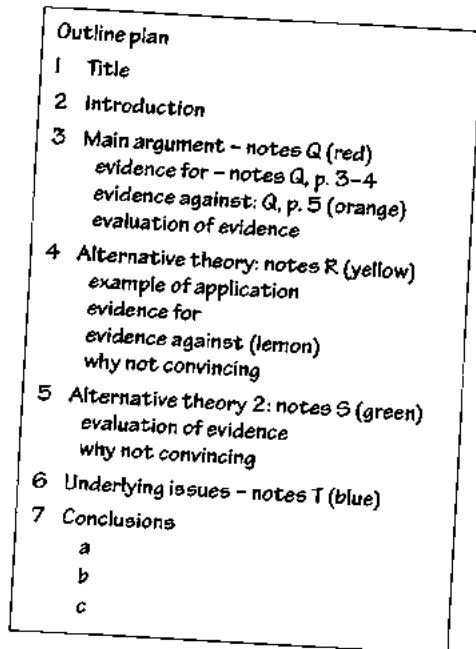 Outline plan
1 Title
2 Introduction
3 Main argument – notes Q (red)
evidence for – notes Q, p. 3–4
evidence against: Q, p. 5 (orange)
evaluation of evidence
4 Alternative theory: notes R (yellow)
example of application
evidence for
evidence against (lemon)
why not convincing
5 Alternative theory 2: notes S (green)
evaluation of evidence
why not convincing
6 Underlying issues – notes T (blue)
7 Conclusions
a
b
c